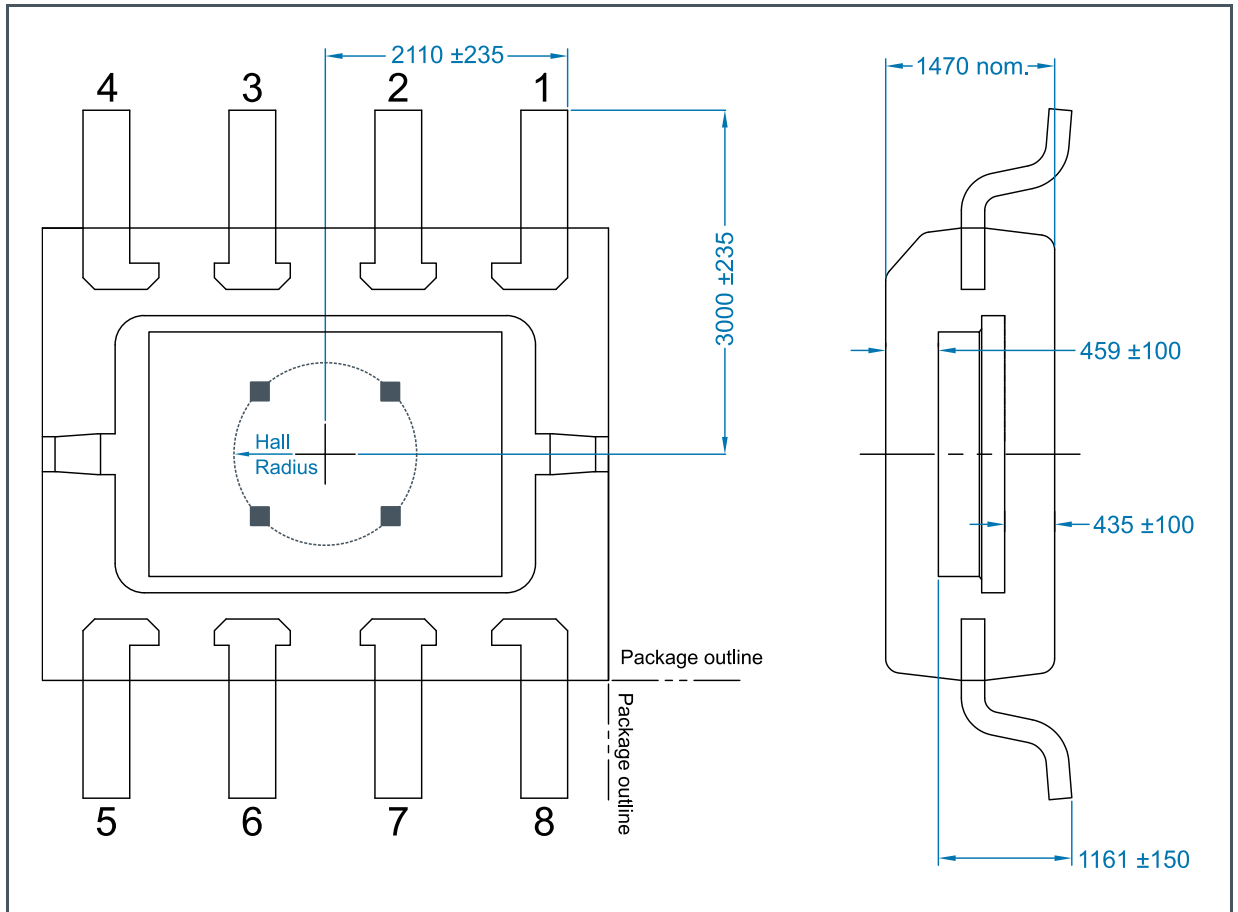 2110 ±235
1470 nom.
4
3
2
1
3000 ±235
459 ±100
Hall
Radius
435 ±100
Package outline
Package outline
5
6
7
8
1161 ±150